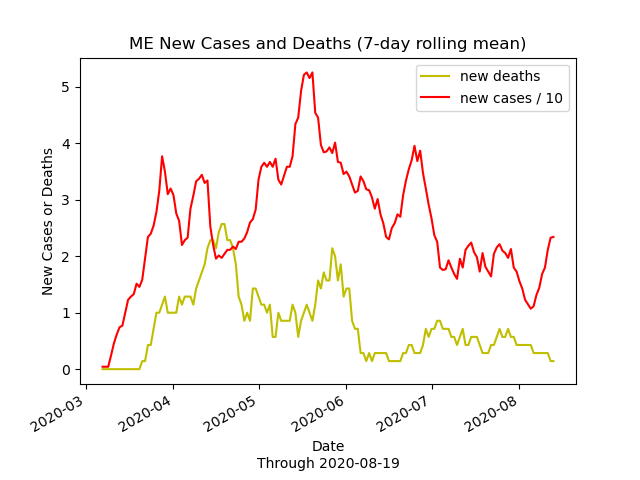 ME New Cases and Deaths (7-day rolling mean)
new deaths
new cases / 10
New Cases or Deaths
5
4
3
2
1
0
2020-03
2020-04
2020-05
2020-06
2020-07
2020-08
Date
Through 2020-08-19